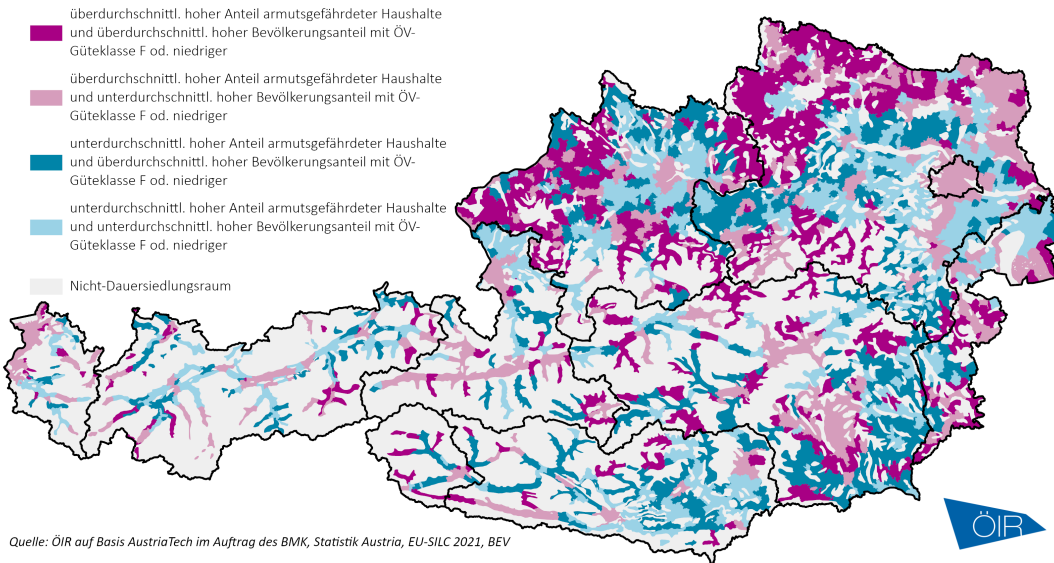 überdurchschnittl. hoher Anteil armutsgefährdeter Haushalte
und überdurchschnittl. hoher Bevölkerungsanteil mit ÖV-
Güteklasse F od. niedriger
überdurchschnittl. hoher Anteil armutsgefährdeter Haushalte
und unterdurchschnittl. hoher Bevölkerungsanteil mit ÖV-
Güteklasse F od. niedriger
unterdurchschnittl. hoher Anteil armutsgefährdeter Haushalte
und überdurchschnittl. hoher Bevölkerungsanteil mit ÖV-
Güteklasse F od. niedriger
unterdurchschnittl. hoher Anteil armutsgefährdeter Haushalte
und unterdurchschnittl. hoher Bevölkerungsanteil mit ÖV-
Güteklasse F od. niedriger
Nicht-Dauersiedlungsraum
Quelle: ÖIR auf Basis AustriaTech im Auftrag des BMK, Statistik Austria, EU-SILC 2021, BEV
ÖIR